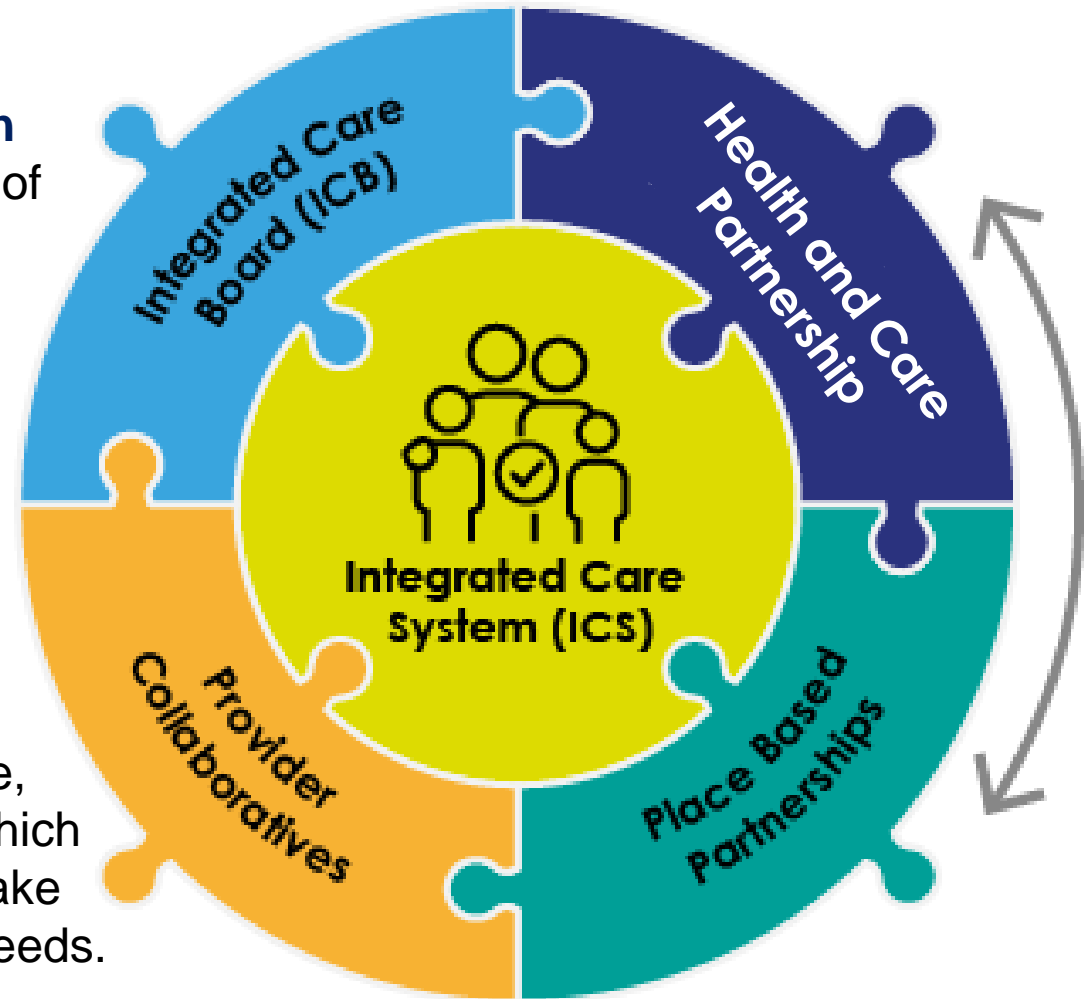 n
of
Integrated Care
Board (ICB)
Health and Care
Partnership
Integrated Care
System (ICS)
Provider
Collaboratives
Place Based
Partnerships
e,
hich
ake
eeds.